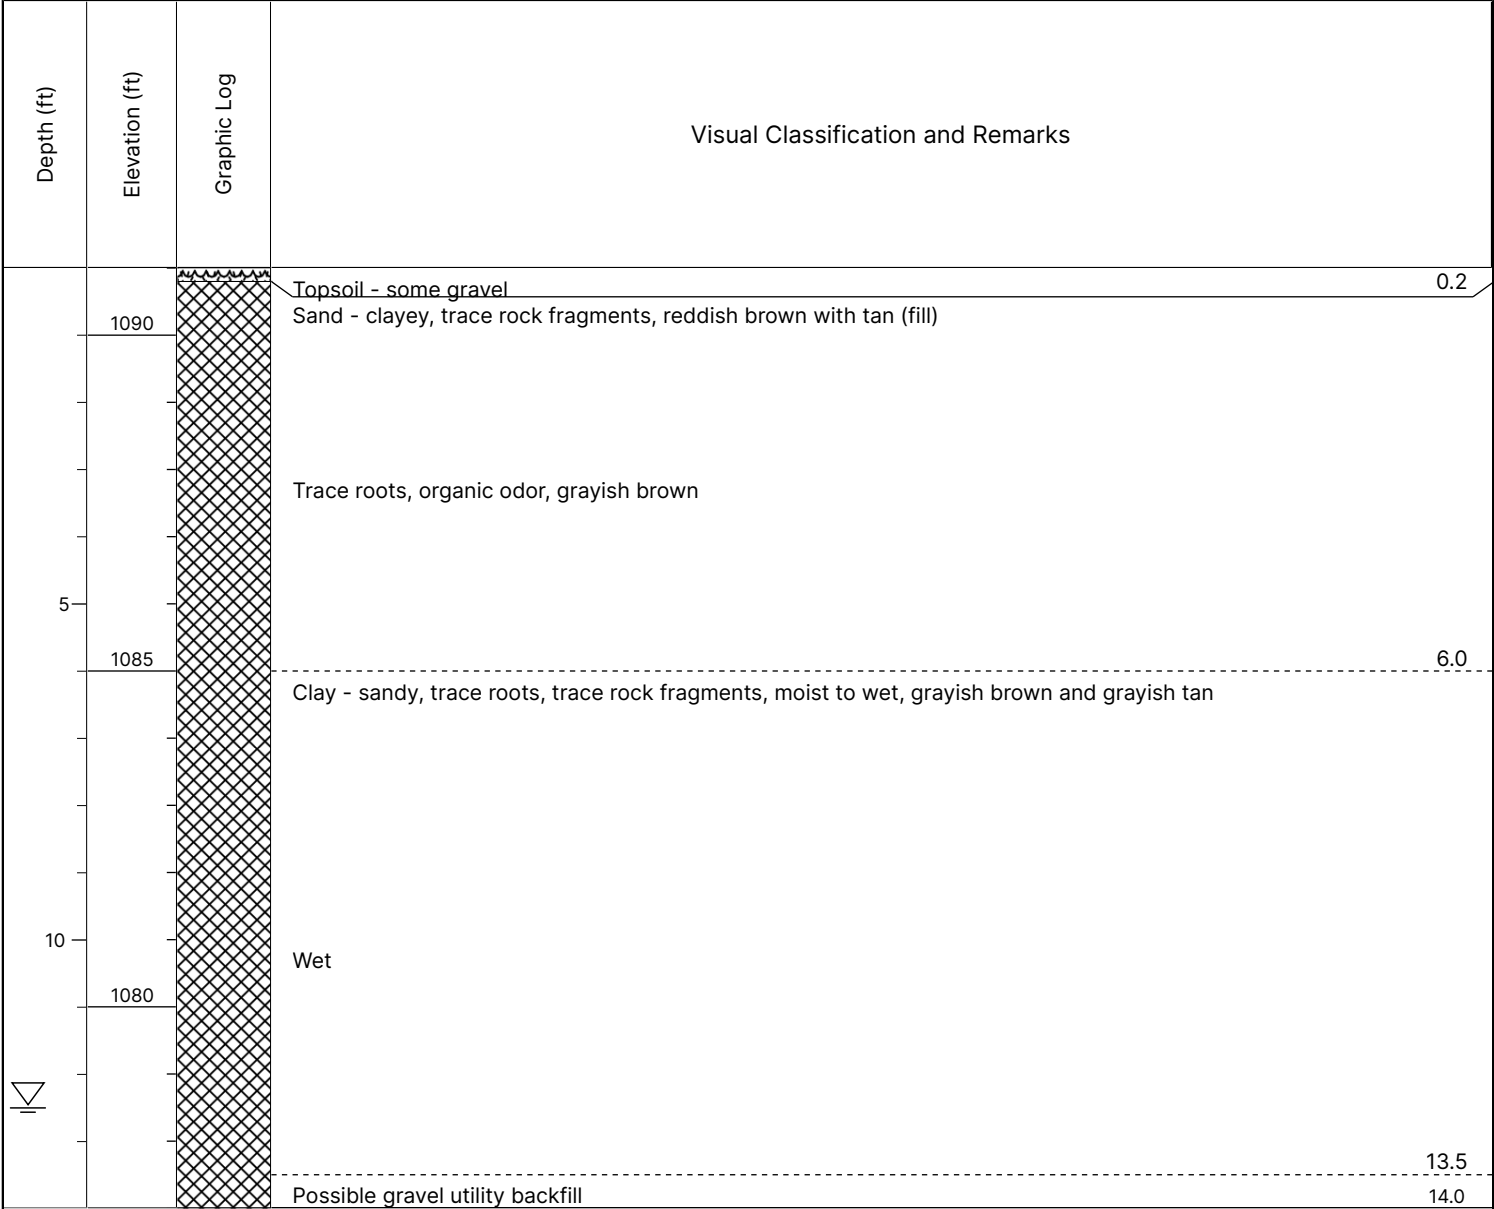 Depth (ft)
Elevation (ft)
Graphic Log
Visual Classification and Remarks
Topsoil - some gravel
0.2
Sand - clayey, trace rock fragments, reddish brown with tan (fill)
1090
Trace roots, organic odor, grayish brown
5
1085
6.0
Clay - sandy, trace roots, trace rock fragments, moist to wet, grayish brown and grayish tan
10
Wet
1080
13.5
Possible gravel utility backfill
14.0